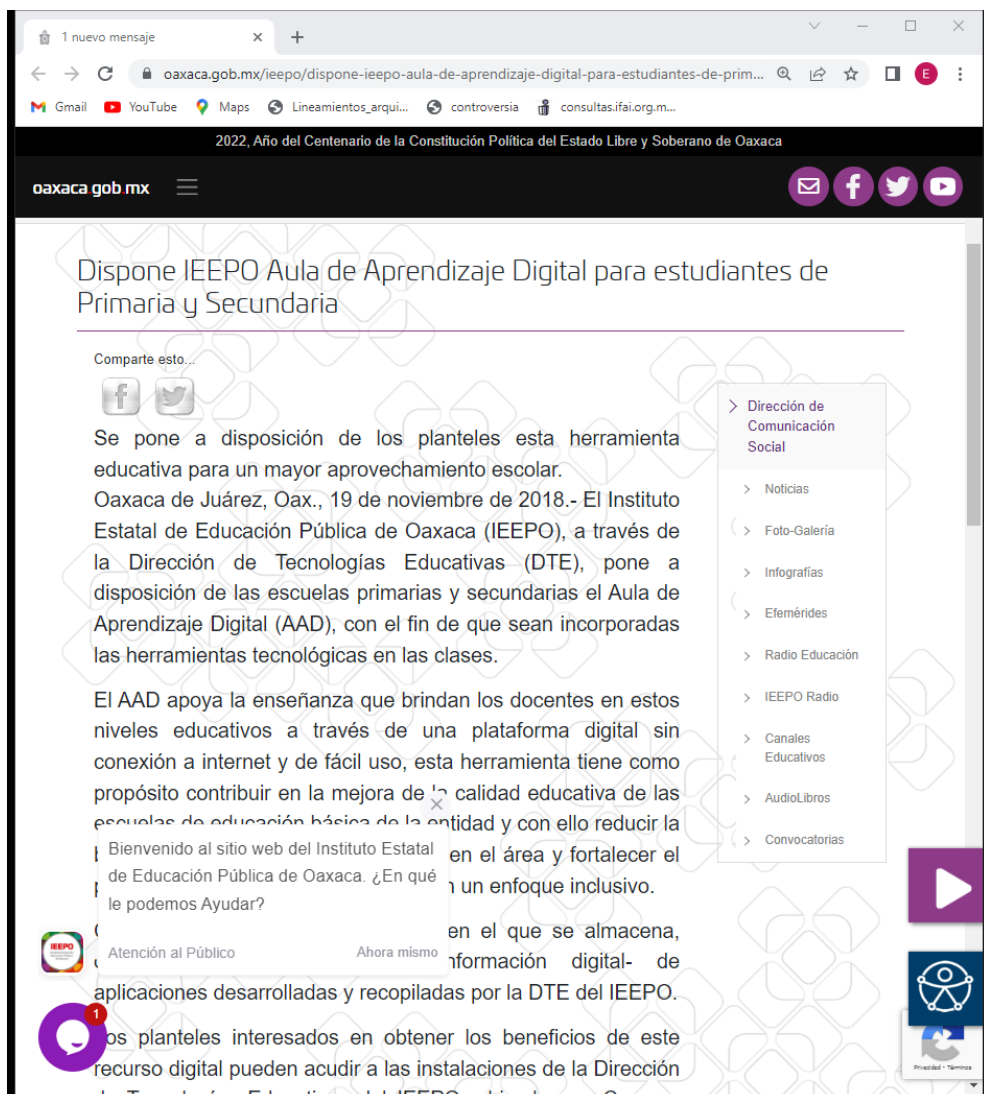 1 nuevo mensaje
oaxaca.gob.mx/ieepo/dispone-ieepo-aula-de-aprendizaje-digital-para-estudiantes-de-prim...
E
Gmail YouTube Maps Lineamientos_arqui... controversia consultas.ifai.org.m...
2022, Año del Centenario de la Constitución Política del Estado Libre y Soberano de Oaxaca
oaxaca.gob.mx
Dispone IEEPO Aula de Aprendizaje Digital para estudiantes de
Primaria y Secundaria
Comparte esto...
Se pone a disposición de los planteles esta herramienta
educativa para un mayor aprovechamiento escolar.
Oaxaca de Juárez, Oax., 19 de noviembre de 2018.- El Instituto
Estatal de Educación Pública de Oaxaca (IEEPO), a través de
la Dirección de Tecnologías Educativas (DTE), pone a
disposición de las escuelas primarias y secundarias el Aula de
Aprendizaje Digital (AAD), con el fin de que sean incorporadas
las herramientas tecnológicas en las clases.
El AAD apoya la enseñanza que brindan los docentes en estos
niveles educativos a través de una plataforma digital sin
conexión a internet y de fácil uso, esta herramienta tiene como
propósito contribuir en la mejora de la calidad educativa de las
escuelas de educación básica de la entidad y con ello reducir la
en el área y fortalecer el
un enfoque inclusivo.
en el que se almacena,
información digital- de
aplicaciones desarrolladas y recopiladas por la DTE del IEEPO.
Los planteles interesados en obtener los beneficios de este
recurso digital pueden acudir a las instalaciones de la Dirección
Dirección de
Comunicación
Social
Noticias
Foto-Galería
Infografías
Efemérides
Radio Educación
IEEPO Radio
Canales
Educativos
AudioLibros
Convocatorias
Bienvenido al sitio web del Instituto Estatal
de Educación Pública de Oaxaca. ¿En qué
le podemos Ayudar?
Atención al Público Ahora mismo
IEEPO
1
Privacidad - Términos